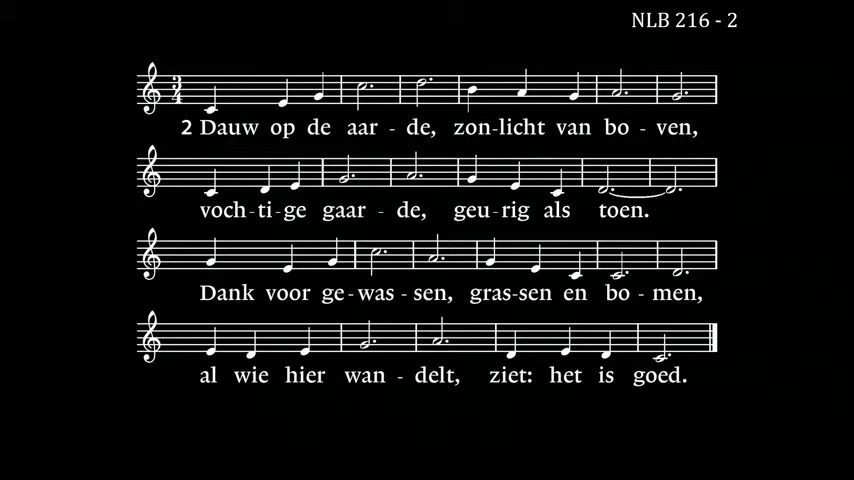 NLB 216 - 2
3
4
2 Dauw op de aar - de, zon-licht van bo - ven,
voch-ti-ge gaar-de, geu-rig als toen.
Dank voor ge-was-sen, gras-sen en bo-men,
al wie hier wan-delt, ziet: het is goed.